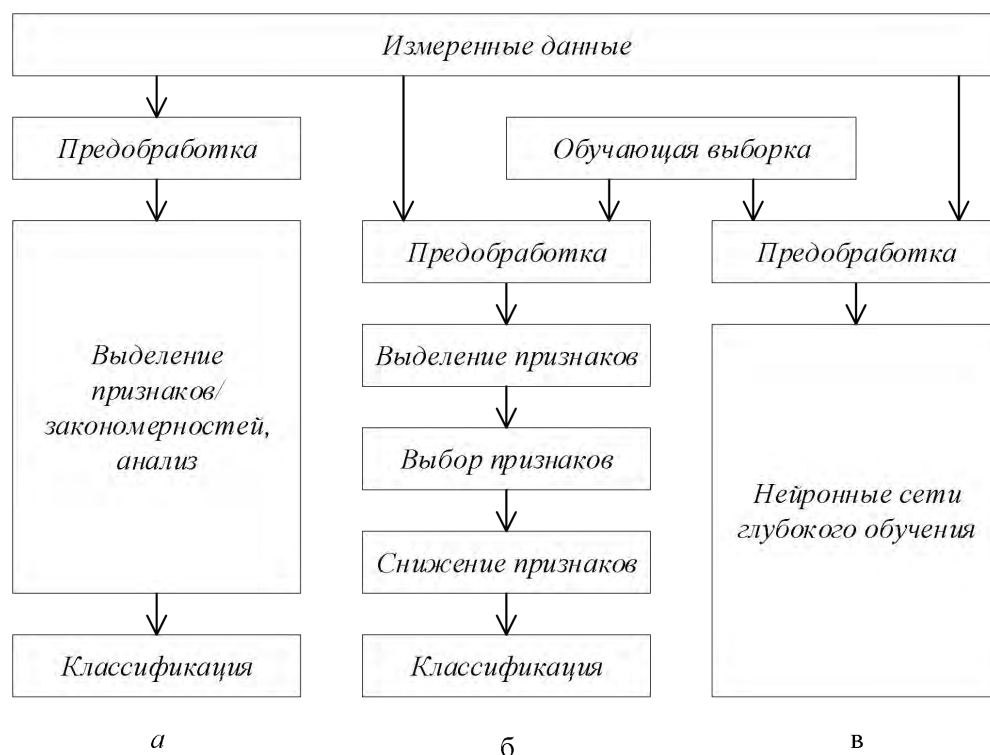 Измеренные данные
Предобработка
Обучающая выборка
Предобработка
Предобработка
Выделение
признаков/
закономерностей,
анализ
Выделение признаков
Выбор признаков
Снижение признаков
Нейронные сети
глубокого обучения
Классификация
Классификация
а
б
в